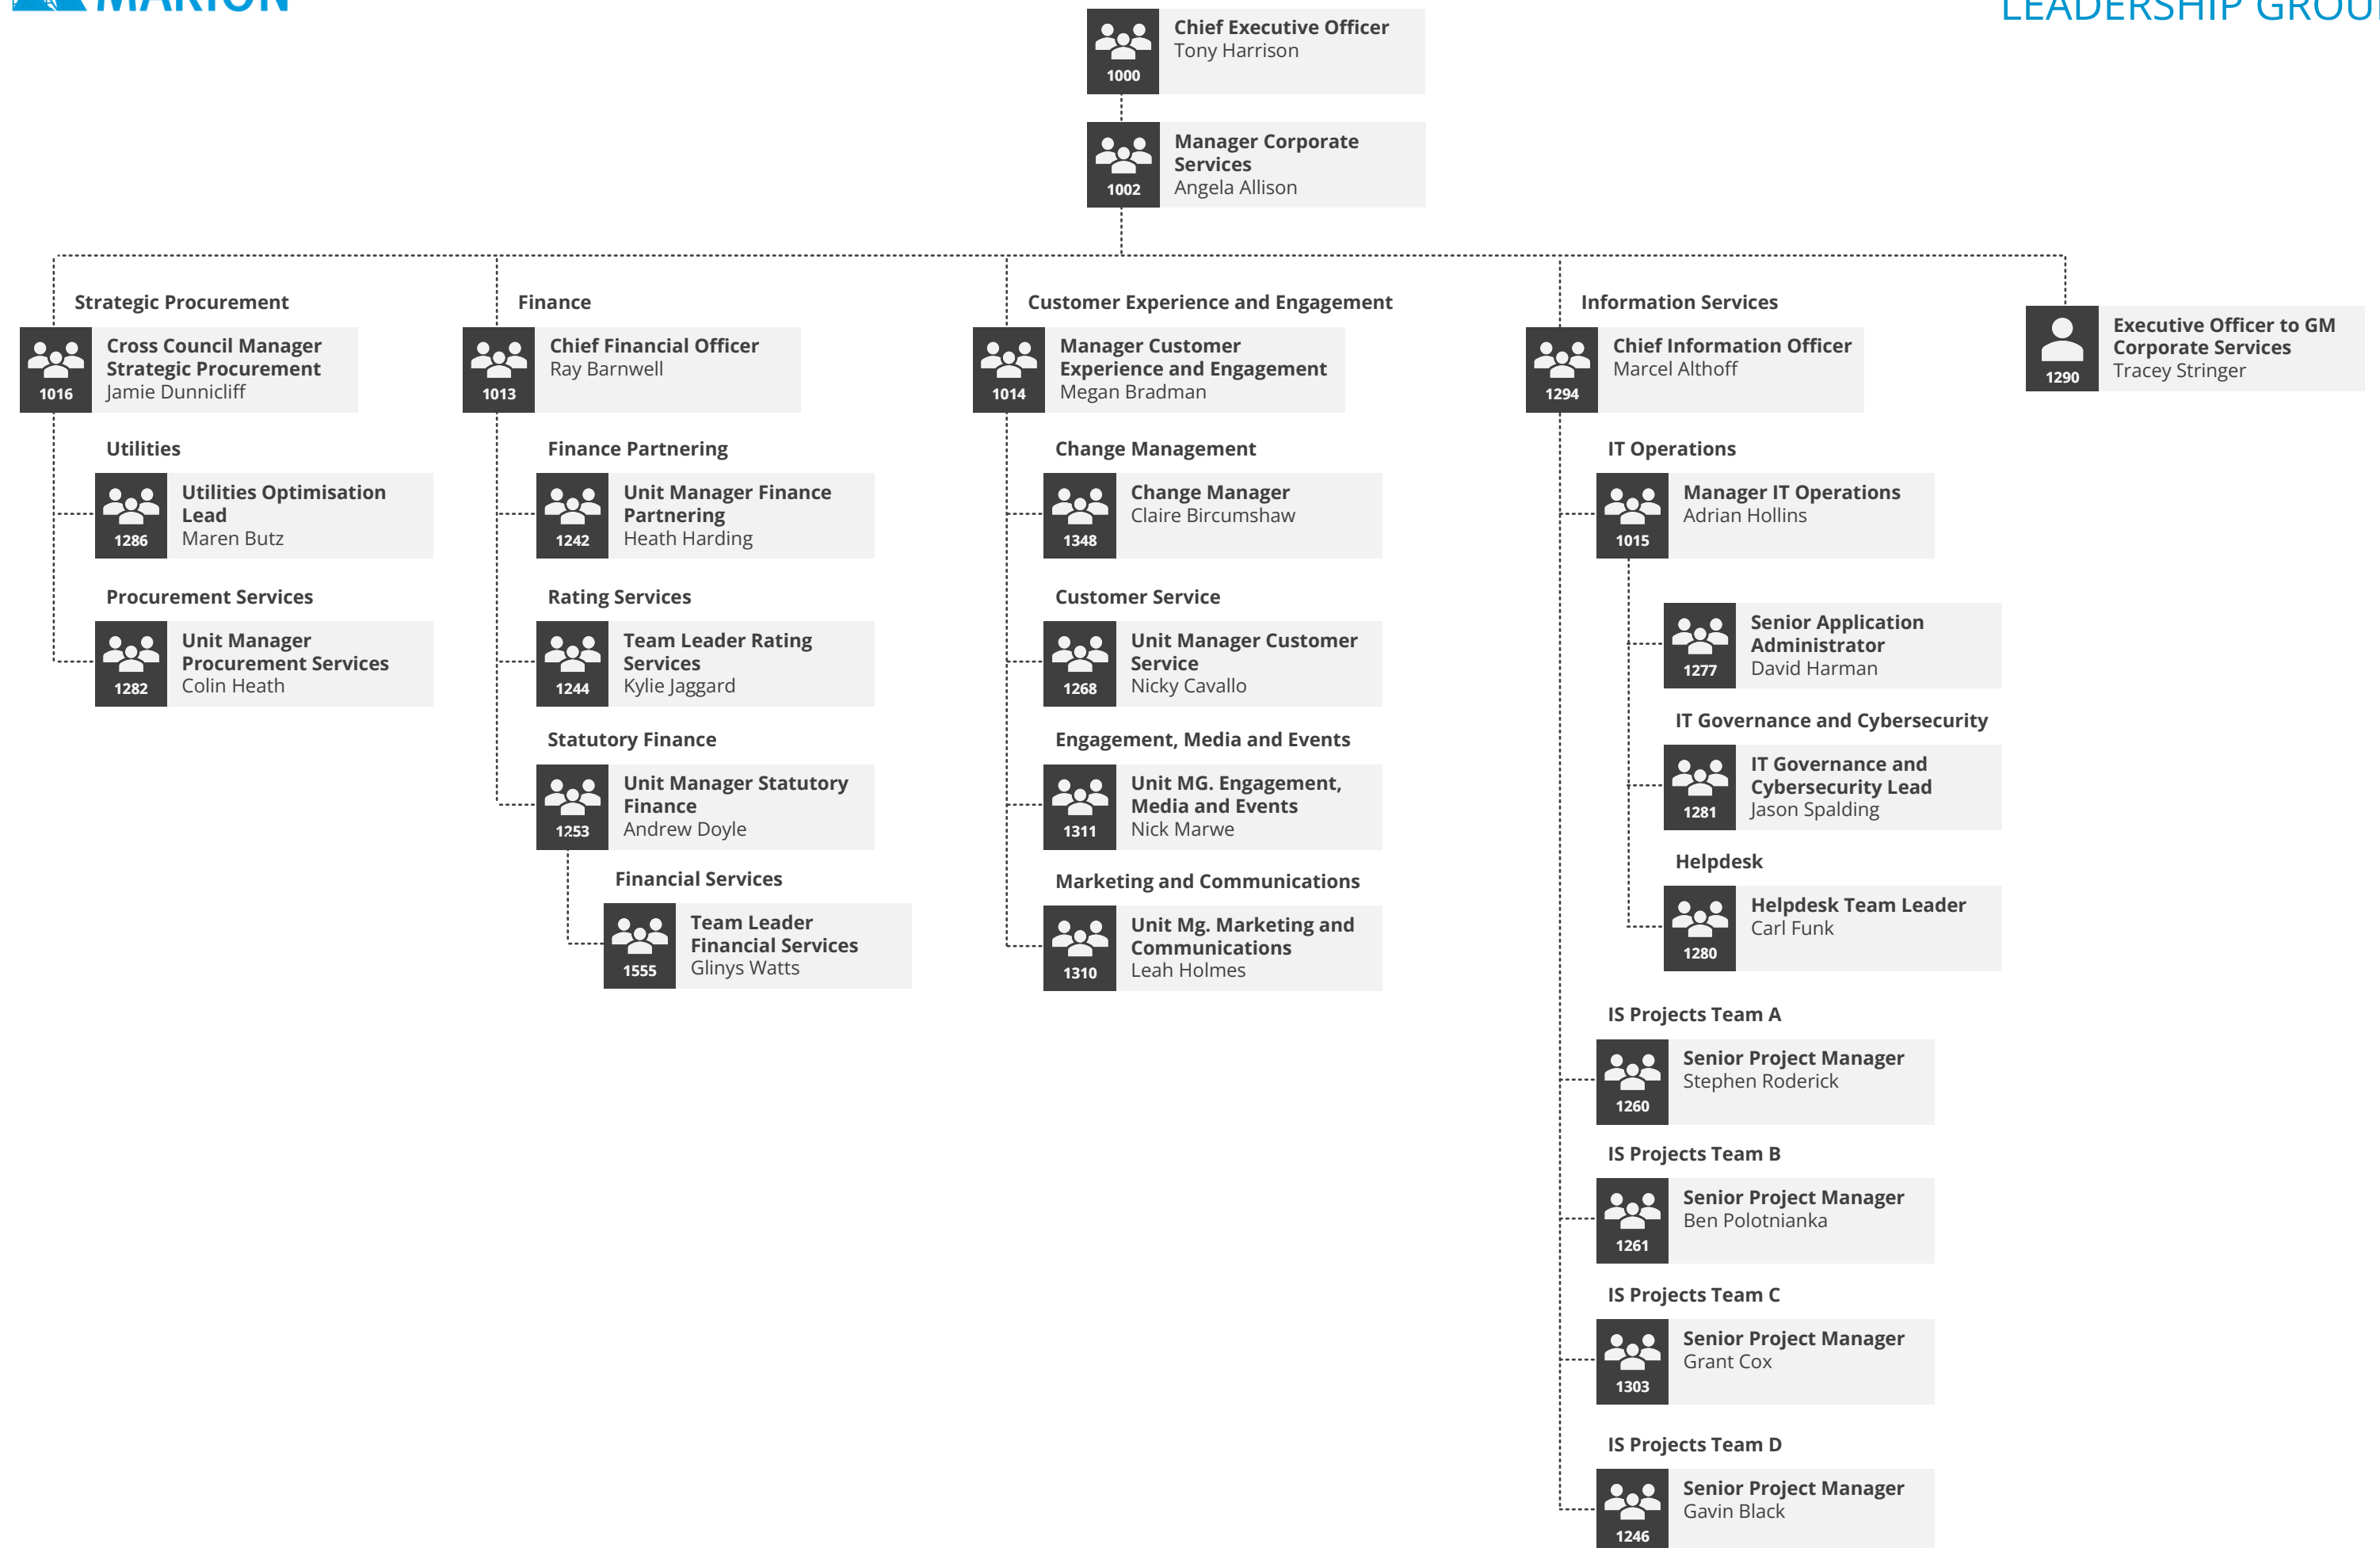 MARION
LEADERSHIP GROUP
Chief Executive Officer
Tony Harrison
1000
Manager Corporate
Services
Angela Allison
1002
Strategic Procurement
Cross Council Manager
Strategic Procurement
Jamie Dunnicliff
1016
Utilities
Utilities Optimisation
Lead
Maren Butz
1286
Procurement Services
Unit Manager
Procurement Services
Colin Heath
1282
Finance
Chief Financial Officer
Ray Barnwell
1013
Finance Partnering
Unit Manager Finance
Partnering
Heath Harding
1242
Rating Services
Team Leader Rating
Services
Kylie Jaggard
1244
Statutory Finance
Unit Manager Statutory
Finance
Andrew Doyle
1253
Financial Services
Team Leader
Financial Services
Glinys Watts
1555
Customer Experience and Engagement
Manager Customer
Experience and Engagement
Megan Bradman
1014
Change Management
Change Manager
Claire Bircumshaw
1348
Customer Service
Unit Manager Customer
Service
Nicky Cavallo
1268
Engagement, Media and Events
Unit MG. Engagement,
Media and Events
Nick Marwe
1311
Marketing and Communications
Unit Mg. Marketing and
Communications
Leah Holmes
1310
Information Services
Chief Information Officer
Marcel Althoff
1294
IT Operations
Manager IT Operations
Adrian Hollins
1015
Senior Application
Administrator
David Harman
1277
IT Governance and Cybersecurity
IT Governance and
Cybersecurity Lead
Jason Spalding
1281
Helpdesk
Helpdesk Team Leader
Carl Funk
1280
IS Projects Team A
Senior Project Manager
Stephen Roderick
1260
IS Projects Team B
Senior Project Manager
Ben Polotnianka
1261
IS Projects Team C
Senior Project Manager
Grant Cox
1303
IS Projects Team D
Senior Project Manager
Gavin Black
1246
Executive Officer to GM
Corporate Services
Tracey Stringer
1290